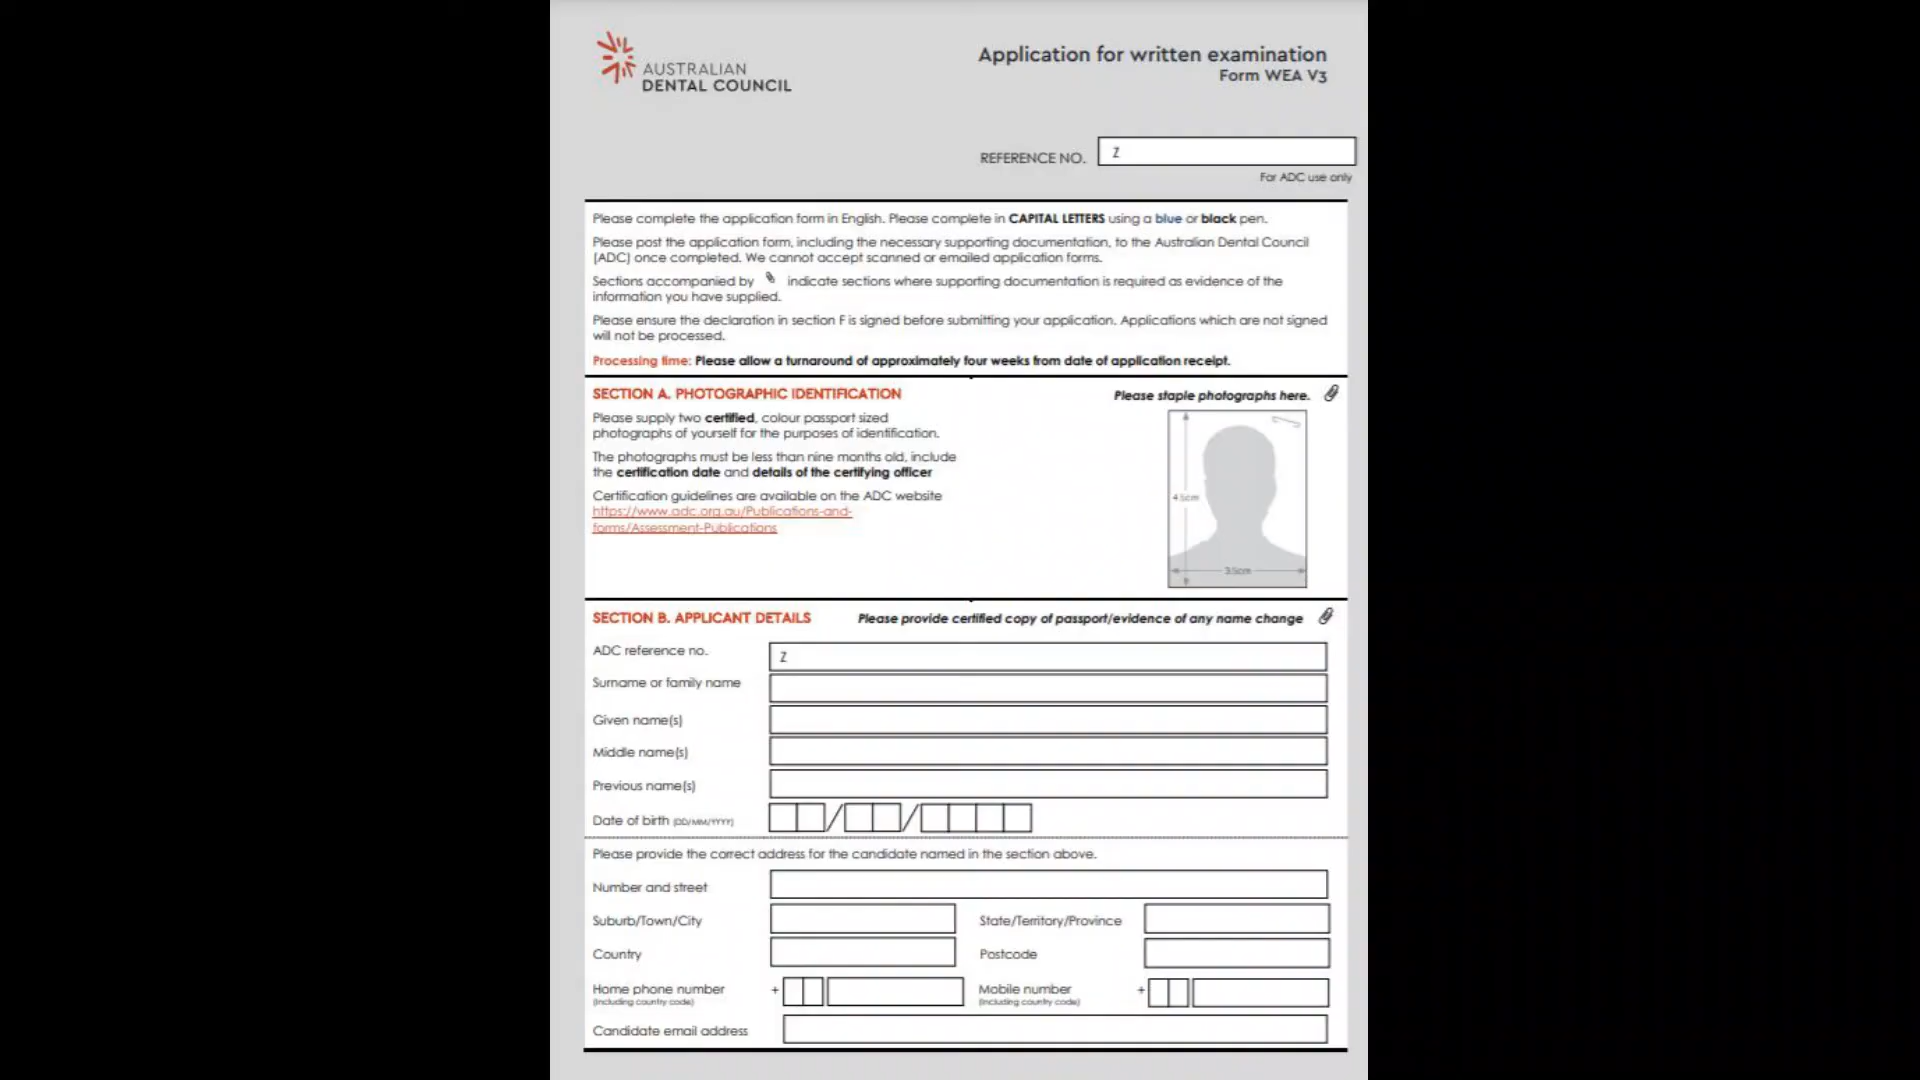 AUSTRALIAN
DENTAL COUNCIL
Application for written examination
Form WEA V3
REFERENCE NO.
Z
For ADC use only
Please complete the application form in English. Please complete in CAPITAL LETTERS using a blue or black pen.
Please post the application form, including the necessary supporting documentation, to the Australian Dental Council
(ADC) once completed. We cannot accept scanned or emailed application forms.
Sections accompanied by indicate sections where supporting documentation is required as evidence of the
information you have supplied.
Please ensure the declaration in section F is signed before submitting your application. Applications which are not signed
will not be processed.
Processing time: Please allow a turnaround of approximately four weeks from date of application receipt.
SECTION A. PHOTOGRAPHIC IDENTIFICATION
Please staple photographs here.
Please supply two certified, colour passport sized
photographs of yourself for the purposes of identification.
The photographs must be less than nine months old, include
the certification date and details of the certifying officer
Certification guidelines are available on the ADC website
https://www.adc.org.au/Publications-and-
forms/Assessment-Publications
4.5cm
3.5cm
SECTION B. APPLICANT DETAILS
Please provide certified copy of passport/evidence of any name change
ADC reference no.
Z
Surname or family name
Given name(s)
Middle name(s)
Previous name(s)
Date of birth (DD/MM/YYYY)
/ /
Please provide the correct address for the candidate named in the section above.
Number and street
Suburb/Town/City
State/Territory/Province
Country
Postcode
Home phone number
(including country code)
+
Mobile number
(including country code)
+
Candidate email address